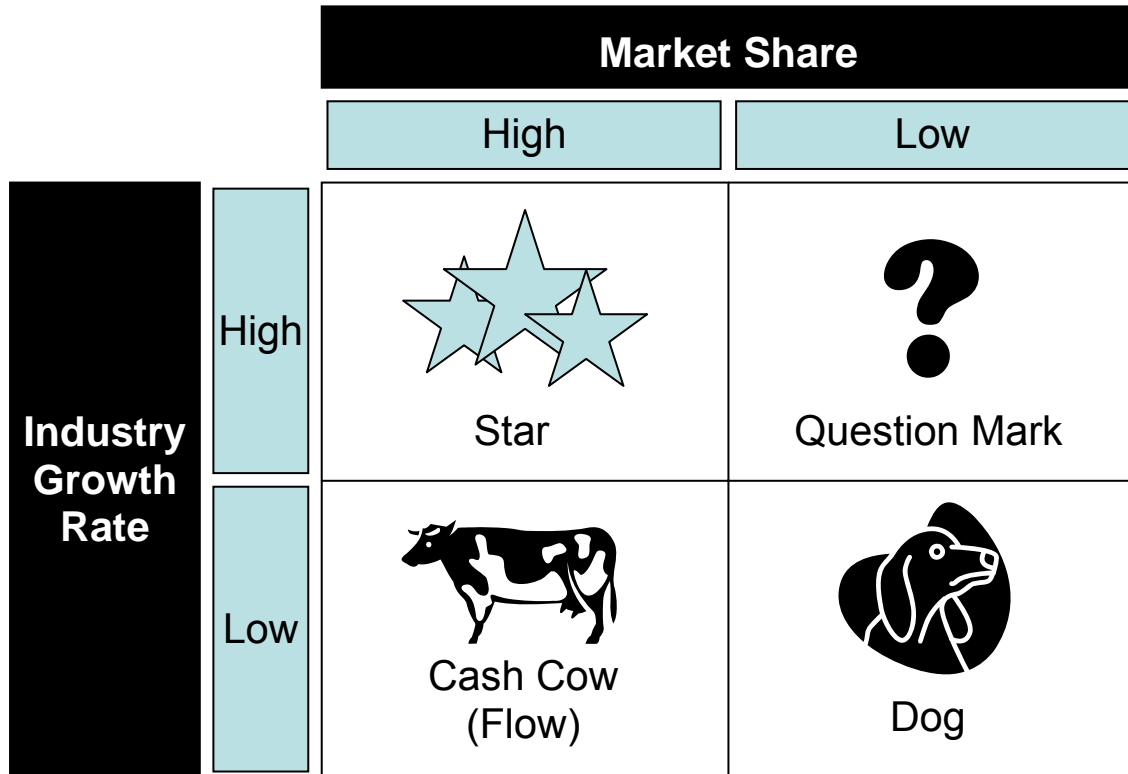 Market Share
High
Low
High
Star
?
Question Mark
Industry
Growth
Rate
Low
Cash Cow
(Flow)
Dog